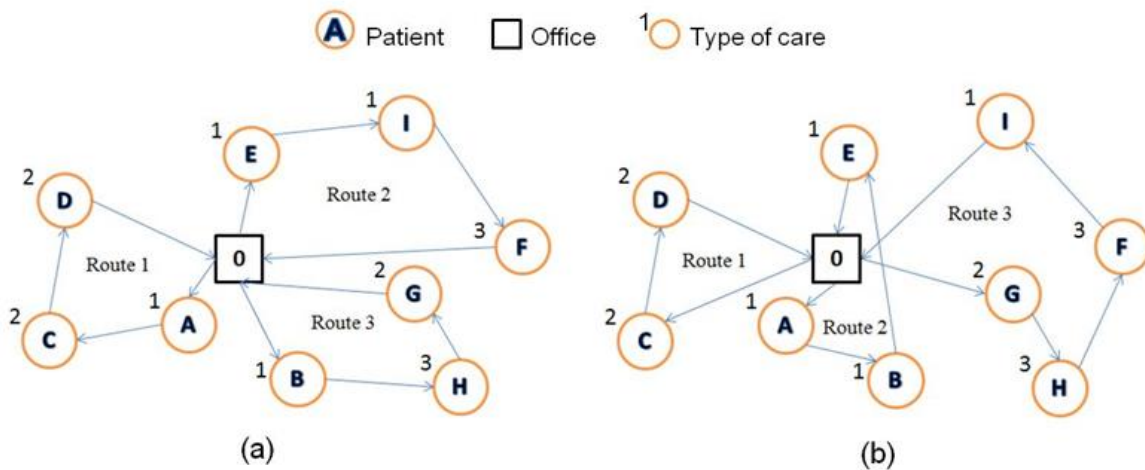 A Patient Office 1 Type of care
1 I
1 E
2 D
Route 2
Route 1
0
3 F
2 G
1 A
2 C
Route 3
1 B
3 H
(a)
1 I
1 E
2 D
Route 3
Route 1
0
3 F
2 G
1 A
2 C
Route 2
1 B
3 H
(b)